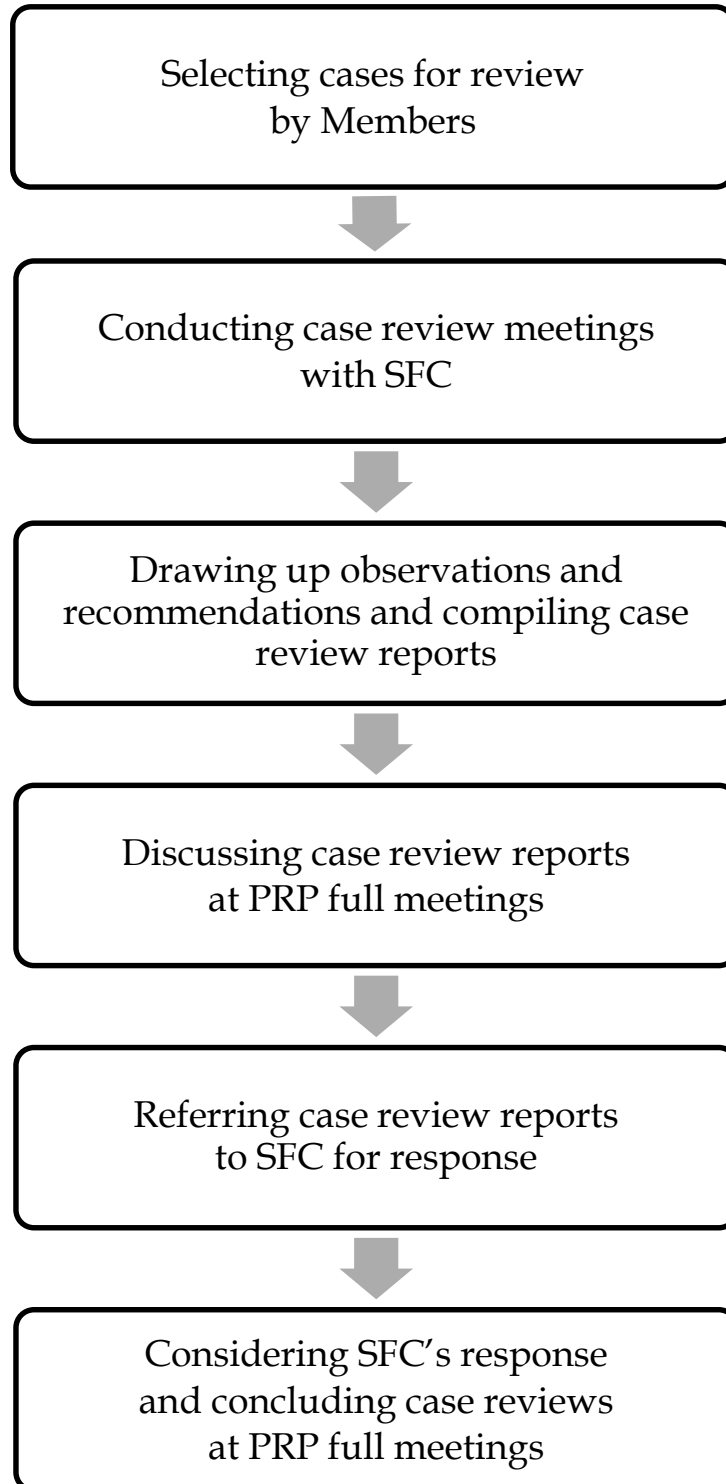 Selecting cases for review
by Members
Conducting case review meetings
with SFC
Drawing up observations and
recommendations and compiling case
review reports
Discussing case review reports
at PRP full meetings
Referring case review reports
to SFC for response
Considering SFC’s response
and concluding case reviews
at PRP full meetings